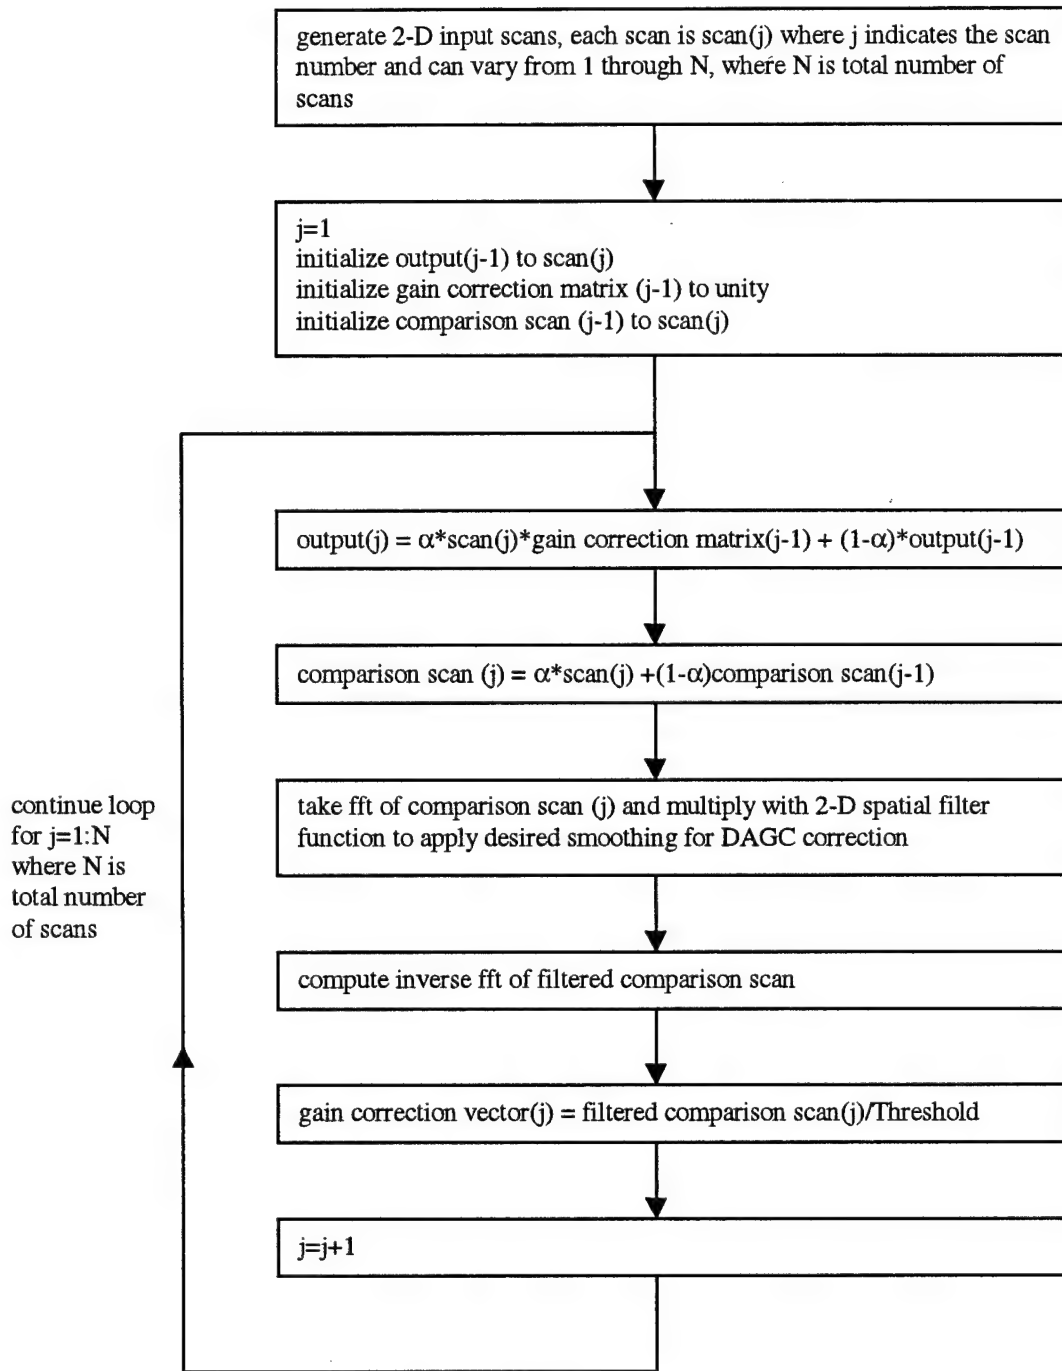 generate 2-D input scans, each scan is scan(j) where j indicates the scan
number and can vary from 1 through N, where N is total number of
scans
j=1
initialize output(j-1) to scan(j)
initialize gain correction matrix (j-1) to unity
initialize comparison scan (j-1) to scan(j)
output(j) = α*scan(j)*gain correction matrix(j-1) + (1-α)*output(j-1)
comparison scan (j) = α*scan(j) +(1-α)comparison scan(j-1)
take fft of comparison scan (j) and multiply with 2-D spatial filter
function to apply desired smoothing for DAGC correction
continue loop
for j=1:N
where N is
total number
of scans
compute inverse fft of filtered comparison scan
gain correction vector(j) = filtered comparison scan(j)/Threshold
j=j+1